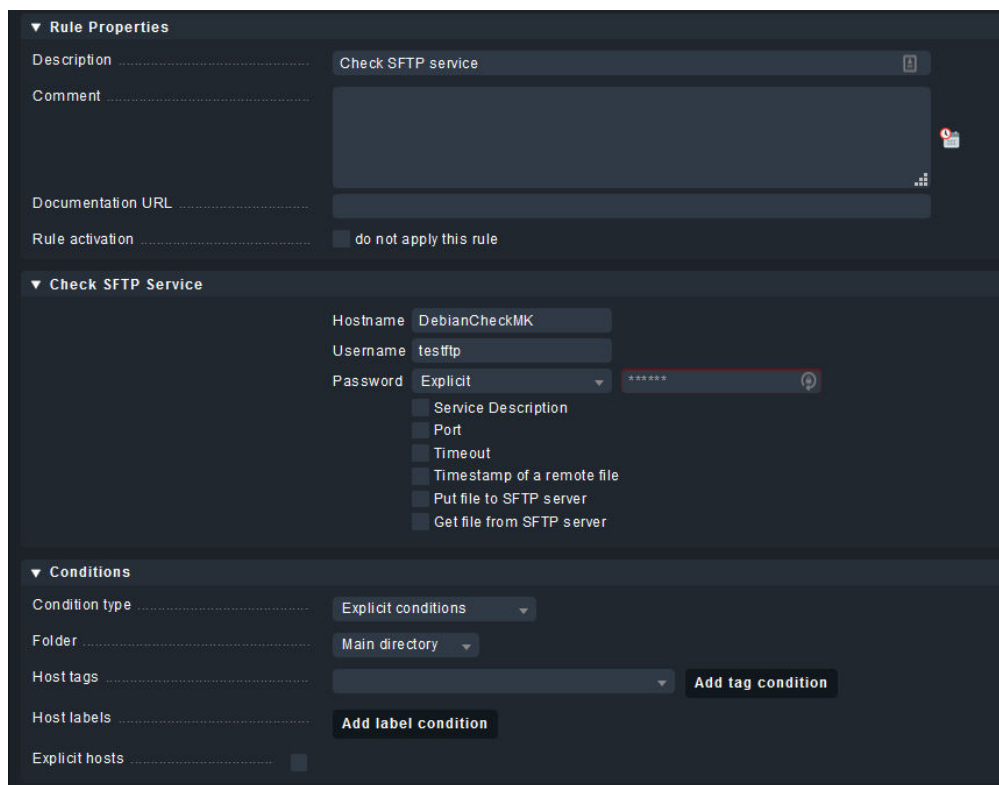 Rule Properties
Description
Check SFTP service
Comment
Documentation URL
Rule activation
do not apply this rule
Check SFTP Service
Hostname DebianCheckMK
Username testftp
Password Explicit ******
Service Description
Port
Timeout
Timestamp of a remote file
Put file to SFTP server
Get file from SFTP server
Conditions
Condition type Explicit conditions
Folder Main directory
Host tags Add tag condition
Host labels Add label condition
Explicit hosts